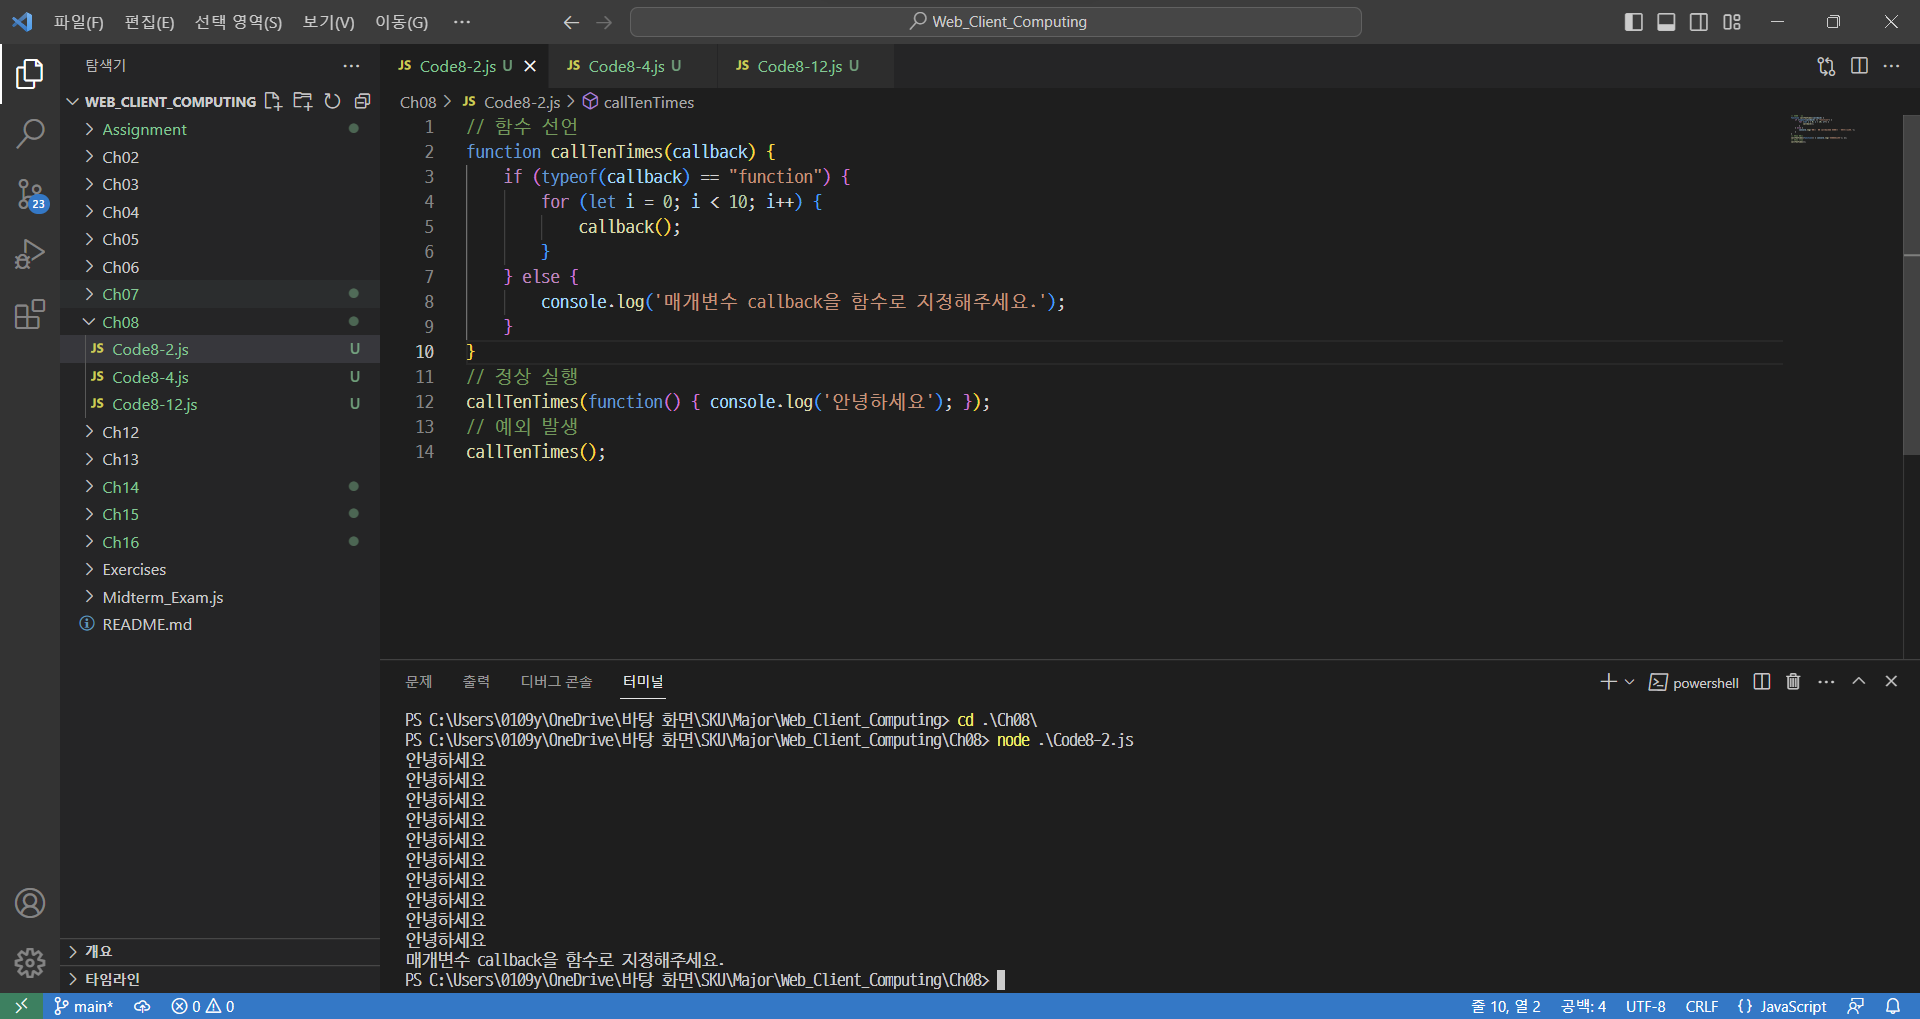 파일(F) 편집(E) 선택 영역(S) 보기(V) 이동(G) ··· Web_Client_Computing
탐색기
WEB_CLIENT_COMPUTING
Assignment
Ch02
Ch03
Ch04
Ch05
Ch06
Ch07
Ch08
JS Code8-2.js U
JS Code8-4.js U
JS Code8-12.js U
Ch12
Ch13
Ch14
Ch15
Ch16
Exercises
Midterm_Exam.js
README.md
개요
타임라인
23
JS Code8-2.js U JS Code8-4.js U JS Code8-12.js U
Ch08 > JS Code8-2.js > callTenTimes
1 // 함수 선언
2 function callTenTimes(callback) {
3 if (typeof(callback) == "function") {
4 for (let i = 0; i < 10; i++) {
5 callback();
6 }
7 } else {
8 console.log('매개변수 callback을 함수로 지정해주세요.');
9 }
10 }
11 // 정상 실행
12 callTenTimes(function() { console.log('안녕하세요'); });
13 // 예외 발생
14 callTenTimes();
문제 출력 디버그 콘솔 터미널 powershell
PS C:\Users\0109y\OneDrive\바탕 화면\SKU\Major\Web_Client_Computing> cd .\Ch08\
PS C:\Users\0109y\OneDrive\바탕 화면\SKU\Major\Web_Client_Computing\Ch08> node .\Code8-2.js
안녕하세요
안녕하세요
안녕하세요
안녕하세요
안녕하세요
안녕하세요
안녕하세요
안녕하세요
안녕하세요
안녕하세요
매개변수 callback을 함수로 지정해주세요.
PS C:\Users\0109y\OneDrive\바탕 화면\SKU\Major\Web_Client_Computing\Ch08>
main* 0 0 줄 10, 열 2 공백: 4 UTF-8 CRLF {} JavaScript